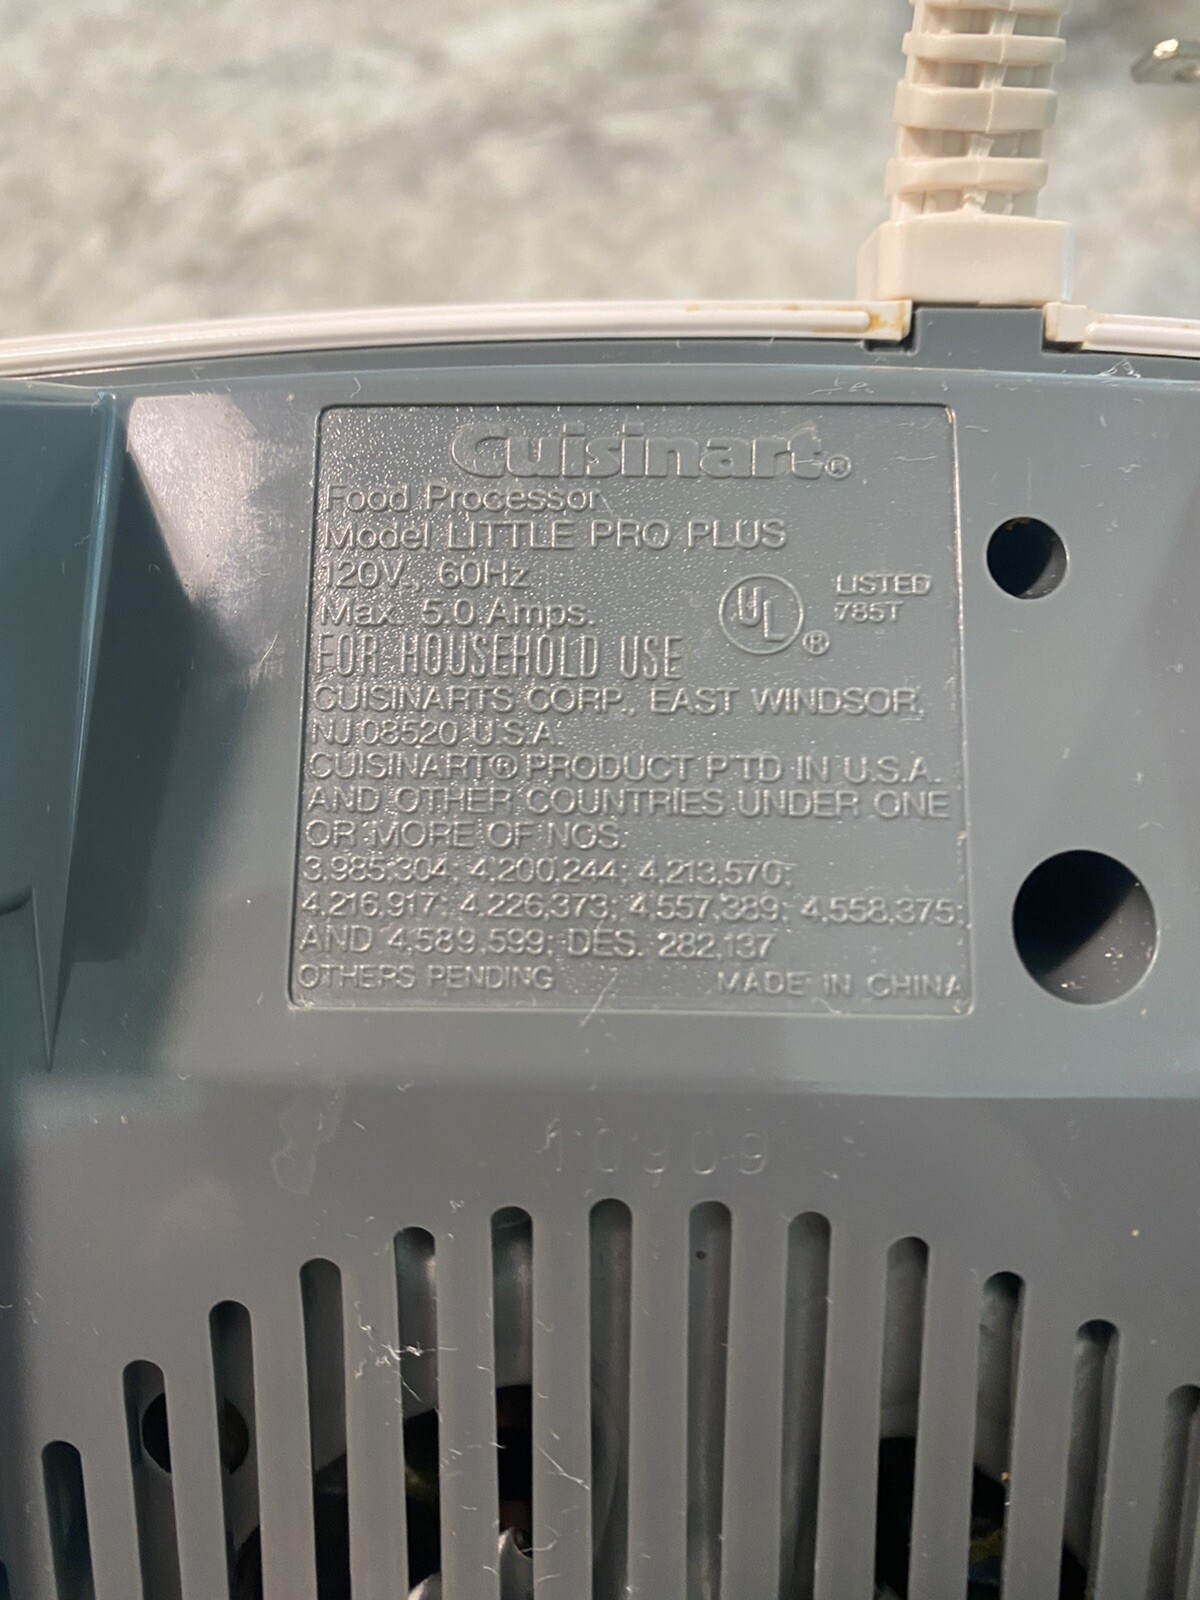 Cuisinart®
Food Processor
Model LITTLE PRO PLUS
120V, 60Hz
Max. 5.0 Amps.
UL® LISTED
785T
FOR HOUSEHOLD USE
CUISINARTS CORP., EAST WINDSOR,
NJ 08520 U.S.A.
CUISINART® PRODUCT P'TD IN U.S.A.
AND OTHER COUNTRIES UNDER ONE
OR MORE OF NOS.
3,985,304; 4,200,244; 4,213,570;
4,216,917; 4,226,373; 4,557,389; 4,558,375;
AND 4,589,599; DES. 282,137
OTHERS PENDING MADE IN CHINA
10909